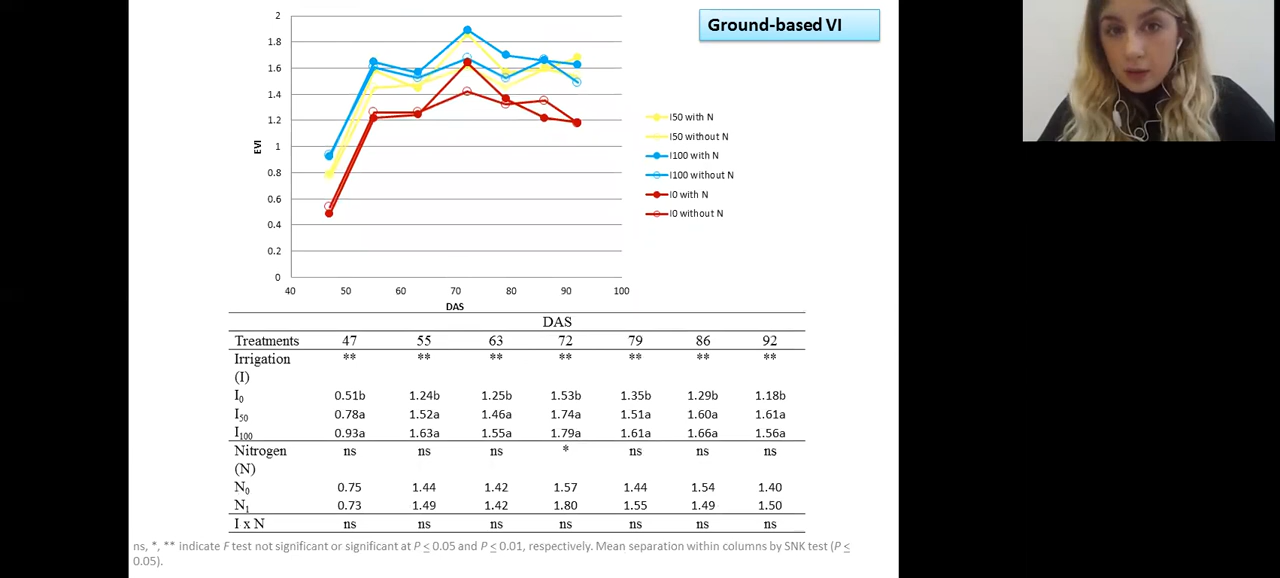 Ground-based VI
2
1.8
1.6
1.4
1.2
1
0.8
0.6
0.4
0.2
0
EVI
40 50 60 70 80 90 100
DAS
I50 with N
I50 without N
I100 with N
I100 without N
I0 with N
I0 without N
DAS
Treatments 47 55 63 72 79 86 92
Irrigation ** ** ** ** ** ** **
(I)
I0 0.51b 1.24b 1.25b 1.53b 1.35b 1.29b 1.18b
I50 0.78a 1.52a 1.46a 1.74a 1.51a 1.60a 1.61a
I100 0.93a 1.63a 1.55a 1.79a 1.61a 1.66a 1.56a
Nitrogen ns ns ns * ns ns ns
(N)
N0 0.75 1.44 1.42 1.57 1.44 1.54 1.40
N1 0.73 1.49 1.42 1.80 1.55 1.49 1.50
I x N ns ns ns ns ns ns ns
ns, *, ** indicate F test not significant or significant at P ≤ 0.05 and P ≤ 0.01, respectively. Mean separation within columns by SNK test (P ≤
0.05).